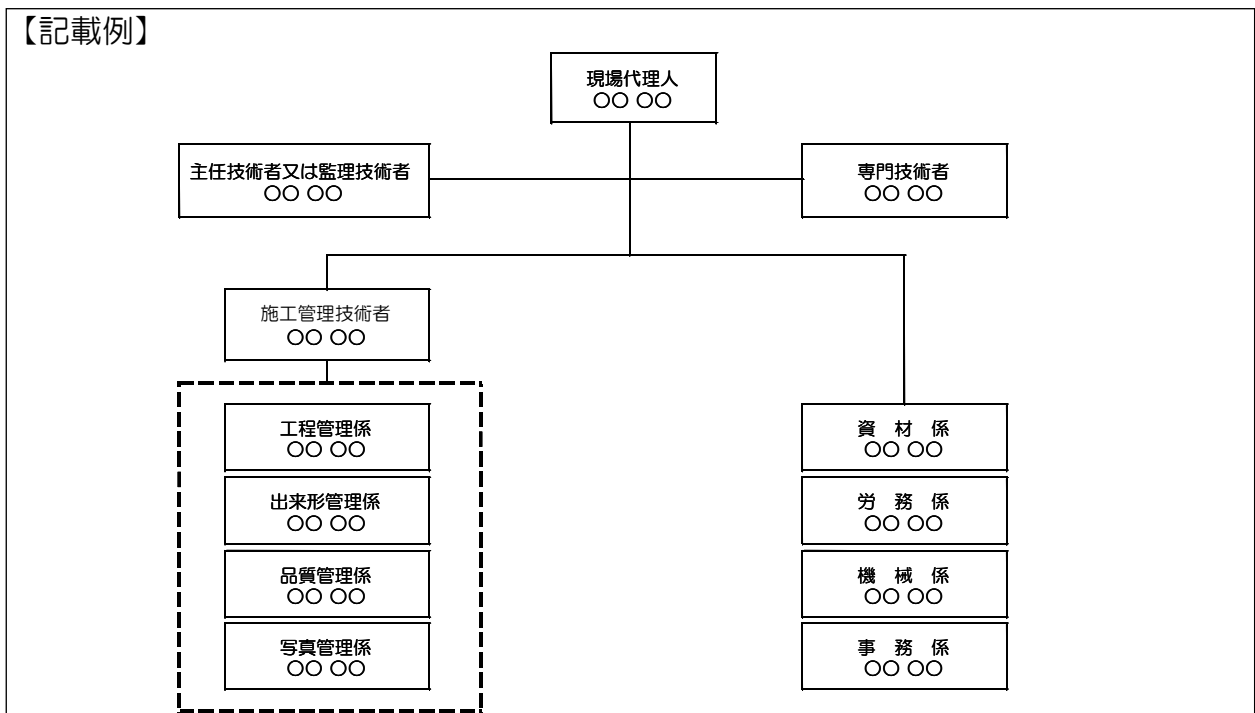 【記載例】
現場代理人
〇〇 〇〇
主任技術者又は監理技術者
〇〇 〇〇
専門技術者
〇〇 〇〇
施工管理技術者
〇〇 〇〇
工程管理係
〇〇 〇〇
出来形管理係
〇〇 〇〇
品質管理係
〇〇 〇〇
写真管理係
〇〇 〇〇
資 材 係
〇〇 〇〇
労 務 係
〇〇 〇〇
機 械 係
〇〇 〇〇
事 務 係
〇〇 〇〇